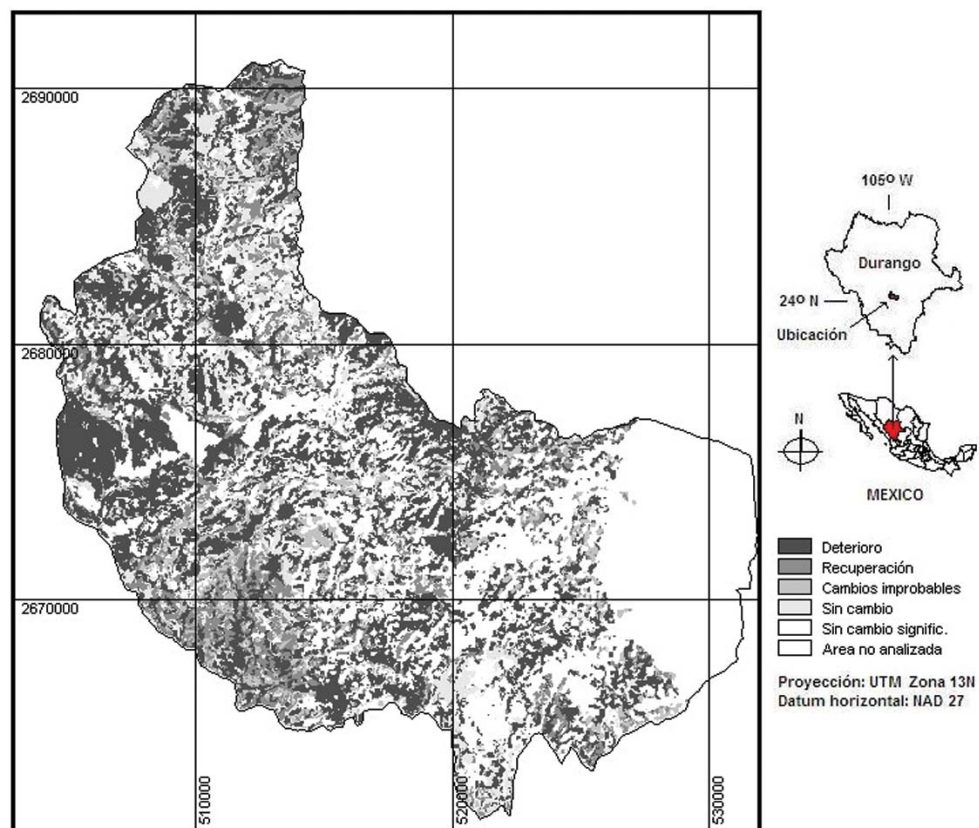 2690000
2680000
2670000
510000
520000
530000
105º W
Durango
24º N
Ubicación
N
MEXICO
Deterioro
Recuperación
Cambios improbables
Sin cambio
Sin cambio signific.
Area no analizada
Proyección: UTM Zona 13N
Datum horizontal: NAD 27